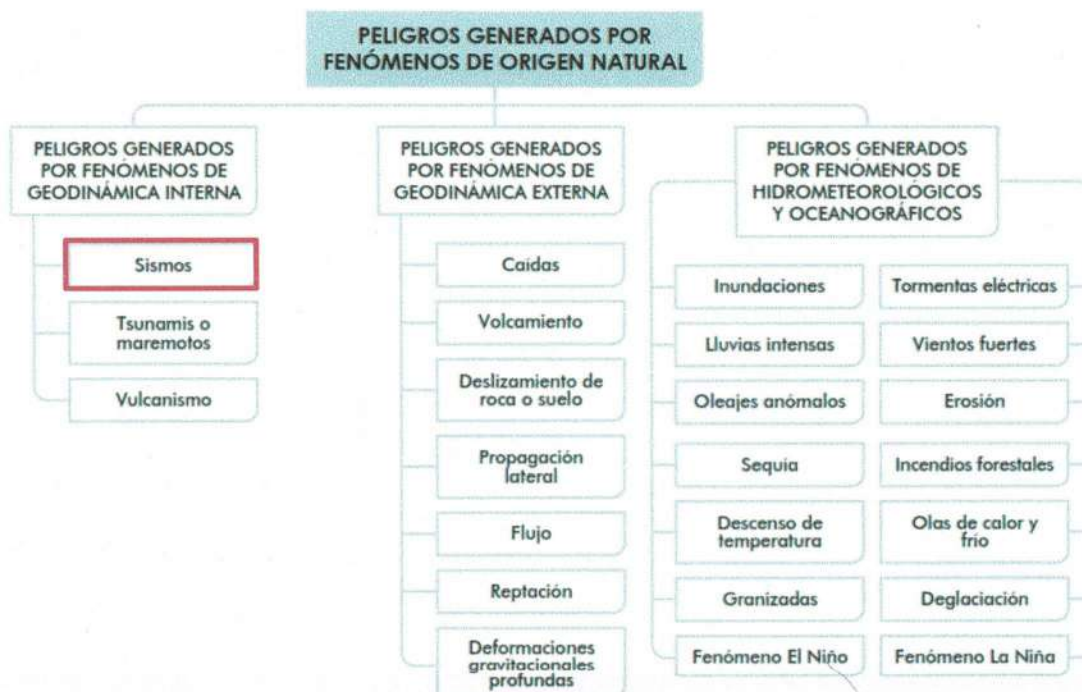 PELIGROS GENERADOS POR
FENÓMENOS DE ORIGEN NATURAL
PELIGROS GENERADOS
POR FENÓMENOS DE
GEODINÁMICA INTERNA
Sismos
Tsunamis o
maremotos
Vulcanismo
PELIGROS GENERADOS
POR FENÓMENOS DE
GEODINÁMICA EXTERNA
Caídas
Volcamiento
Deslizamiento de
roca o suelo
Propagación
lateral
Flujo
Reptación
Deformaciones
gravitacionales
profundas
PELIGROS GENERADOS
POR FENÓMENOS DE
HIDROMETEOROLÓGICOS
Y OCEANOGRÁFICOS
Inundaciones
Lluvias intensas
Oleajes anómalos
Sequía
Descenso de
temperatura
Granizadas
Fenómeno El Niño
Tormentas eléctricas
Vientos fuertes
Erosión
Incendios forestales
Olas de calor y
frío
Deglaciación
Fenómeno La Niña